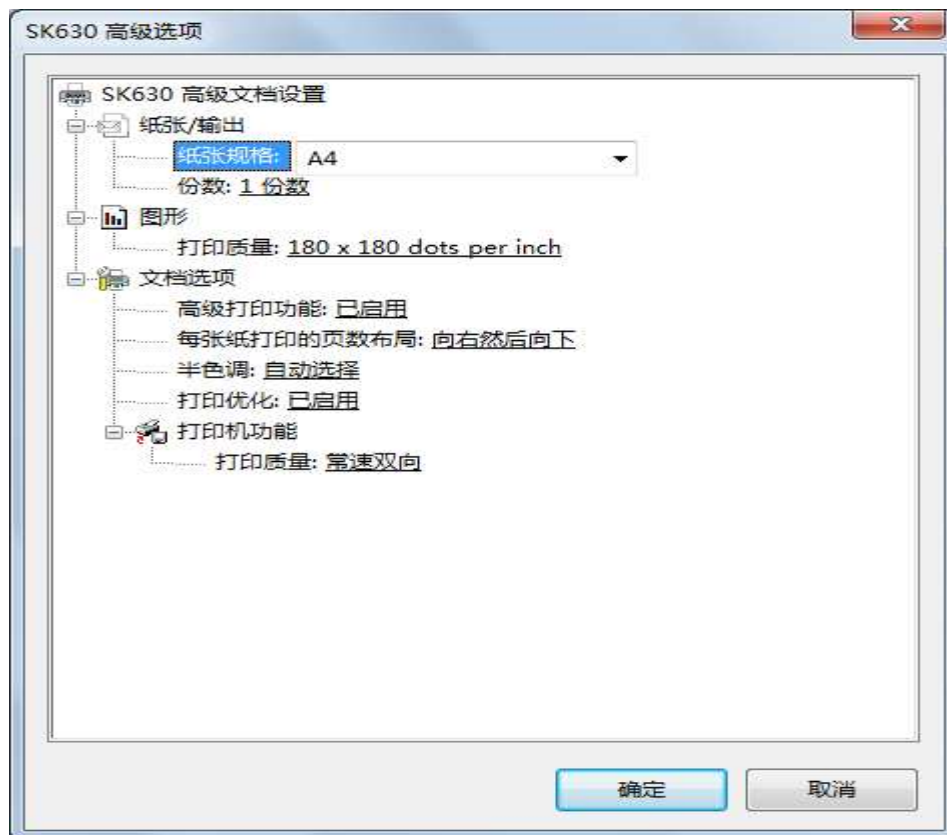 SK630 高级选项
SK630 高级文档设置
纸张/输出
纸张规格: A4
份数: 1 份数
图形
打印质量: 180 x 180 dots per inch
文档选项
高级打印功能: 已启用
每张纸打印的页数布局: 向右然后向下
半色调: 自动选择
打印优化: 已启用
打印机功能
打印质量: 常速双向
确定 取消